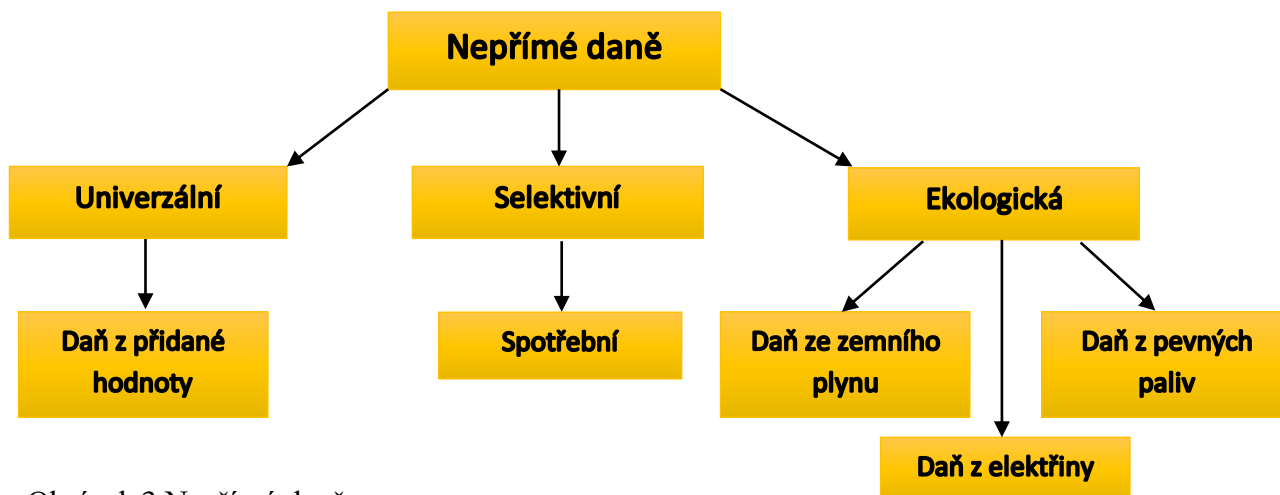 Nepřímé daně
Univerzální
Selektivní
Ekologická
Daň z přidané
hodnoty
Spotřební
Daň ze zemního
plynu
Daň z pevných
paliv
Daň z elektřiny